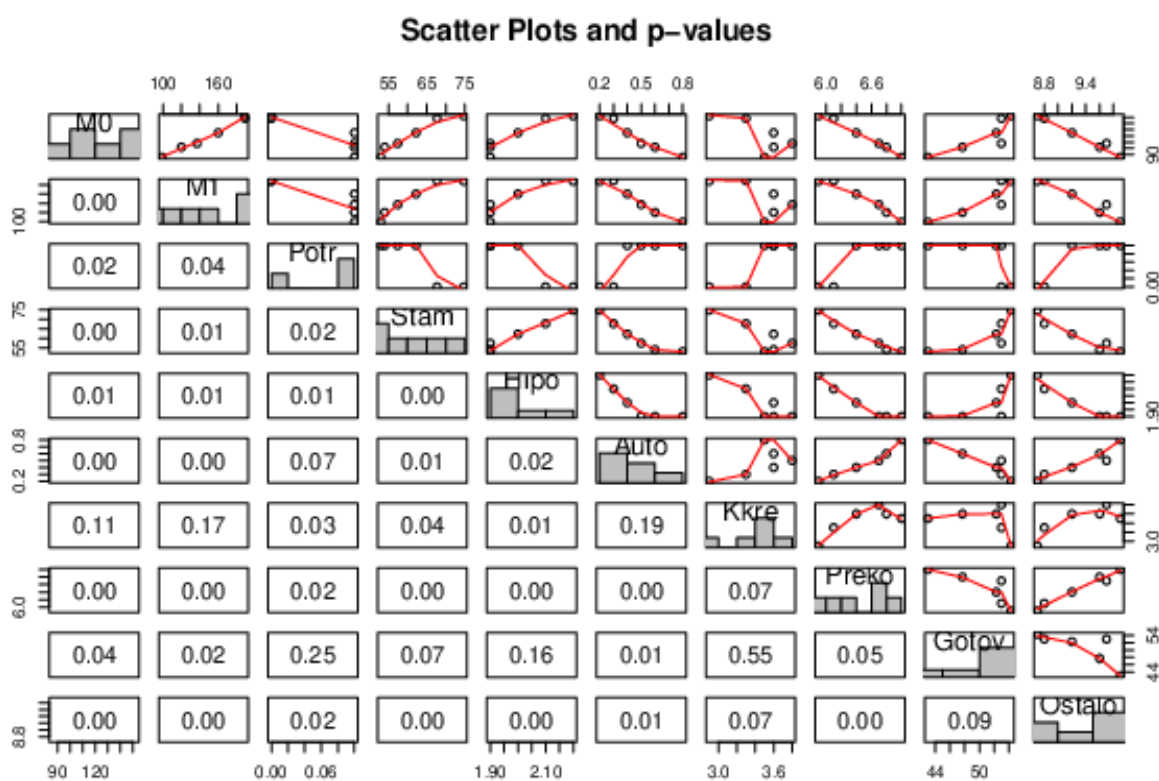 Scatter Plots and p-values
100 160 55 65 75 0.2 0.5 0.8 6.0 6.6 8.8 9.4
M0 90
100 0.00 M1
0.02 0.04 Potr 0.00
55 75 0.00 0.01 0.02 Stam
0.01 0.01 0.01 0.00 Hipo 1.90
0.2 0.8 0.00 0.00 0.07 0.01 0.02 Auto
0.11 0.17 0.03 0.04 0.01 0.19 Kkre 3.0
6.0 0.00 0.00 0.02 0.00 0.00 0.00 0.07 Preko
0.04 0.02 0.25 0.07 0.16 0.01 0.55 0.05 Gotov 44 54
8.8 0.00 0.00 0.02 0.00 0.00 0.01 0.07 0.00 0.09 Ostalo
90 120 0.00 0.06 1.90 2.10 3.0 3.6 44 50